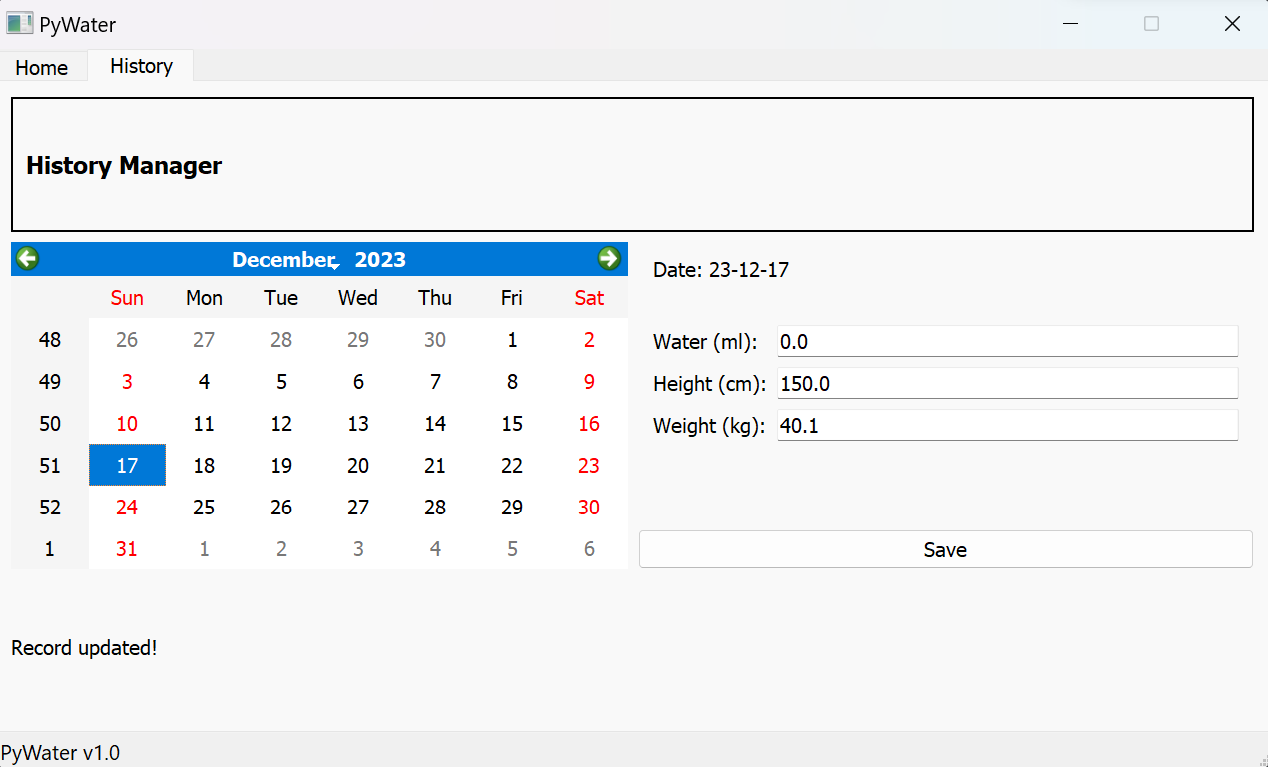 PyWater
Home History
History Manager
December 2023
Sun Mon Tue Wed Thu Fri Sat
48 26 27 28 29 30 1 2
49 3 4 5 6 7 8 9
50 10 11 12 13 14 15 16
51 17 18 19 20 21 22 23
52 24 25 26 27 28 29 30
1 31 1 2 3 4 5 6
Date: 23-12-17
Water (ml): 0.0
Height (cm): 150.0
Weight (kg): 40.1
Save
Record updated!
PyWater v1.0